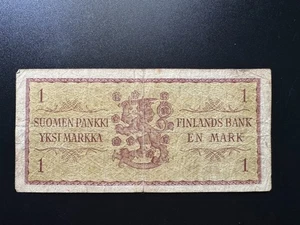 1 1
SUOMEN PANKKI FINLANDS BANK
YKSI MARKKA EN MARK
1 1